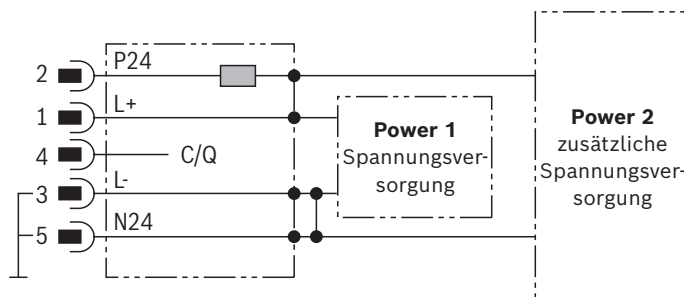 2 P24
1 L+
4 C/Q
3 L-
5 N24
Power 1
Spannungsver-
sorgung
Power 2
zusätzliche
Spannungsver-
sorgung